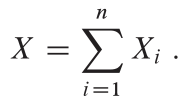 $X = \sum_{i=1}^{n} X_i \, .$